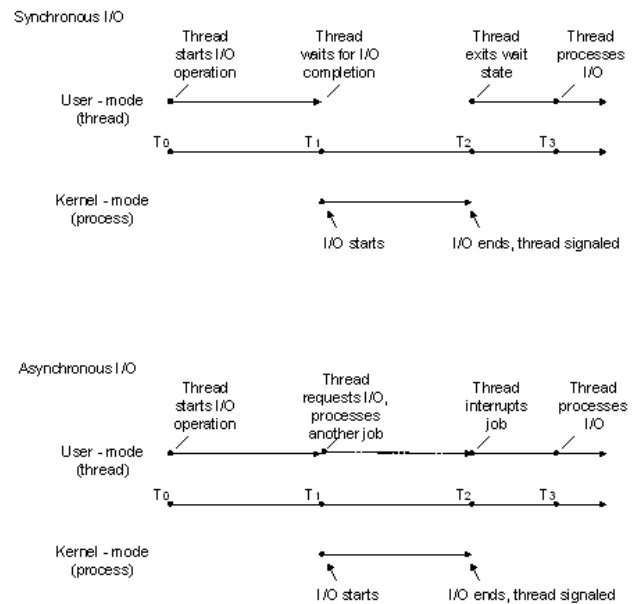 Synchronous I/O
Thread
starts I/O
operation
Thread
waits for I/O
completion
Thread
exits wait
state
Thread
processes
I/O
User - mode
(thread)
T0
T1
T2
T3
Kernel - mode
(process)
I/O starts
I/O ends, thread signaled
Asynchronous I/O
Thread
starts I/O
operation
Thread
requests I/O,
processes
another job
Thread
interrupts
job
Thread
processes
I/O
User - mode
(thread)
T0
T1
T2
T3
Kernel - mode
(process)
I/O starts
I/O ends, thread signaled